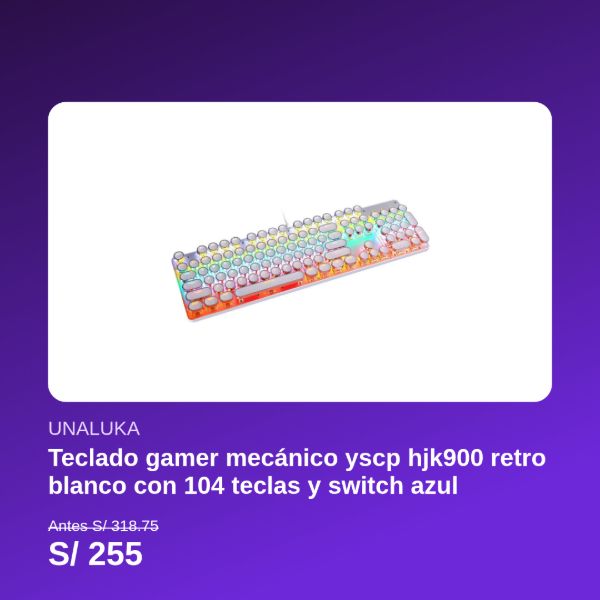 UNALUKA
Teclado gamer mecánico yscp hjk900 retro
blanco con 104 teclas y switch azul
Antes S/ 318.75
S/ 255